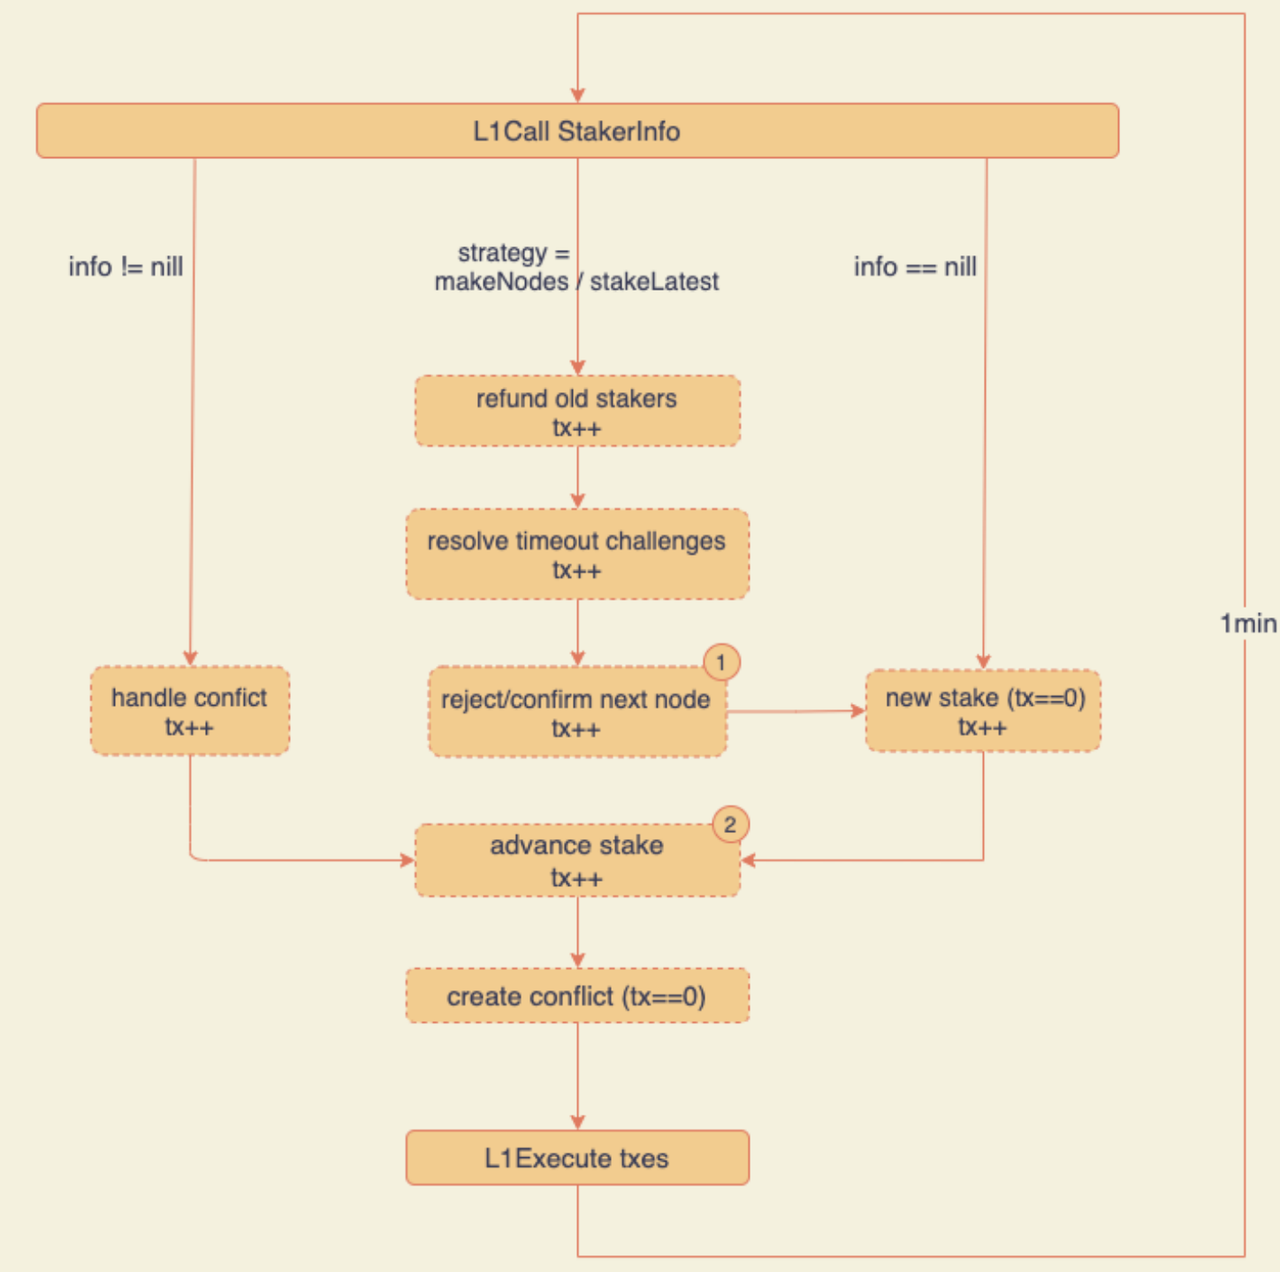 L1Call StakerInfo
info != nill
strategy =
makeNodes / stakeLatest
info == nill
refund old stakers
tx++
resolve timeout challenges
tx++
1min
handle confict
tx++
1
reject/confirm next node
tx++
new stake (tx==0)
tx++
2
advance stake
tx++
create conflict (tx==0)
L1Execute txes